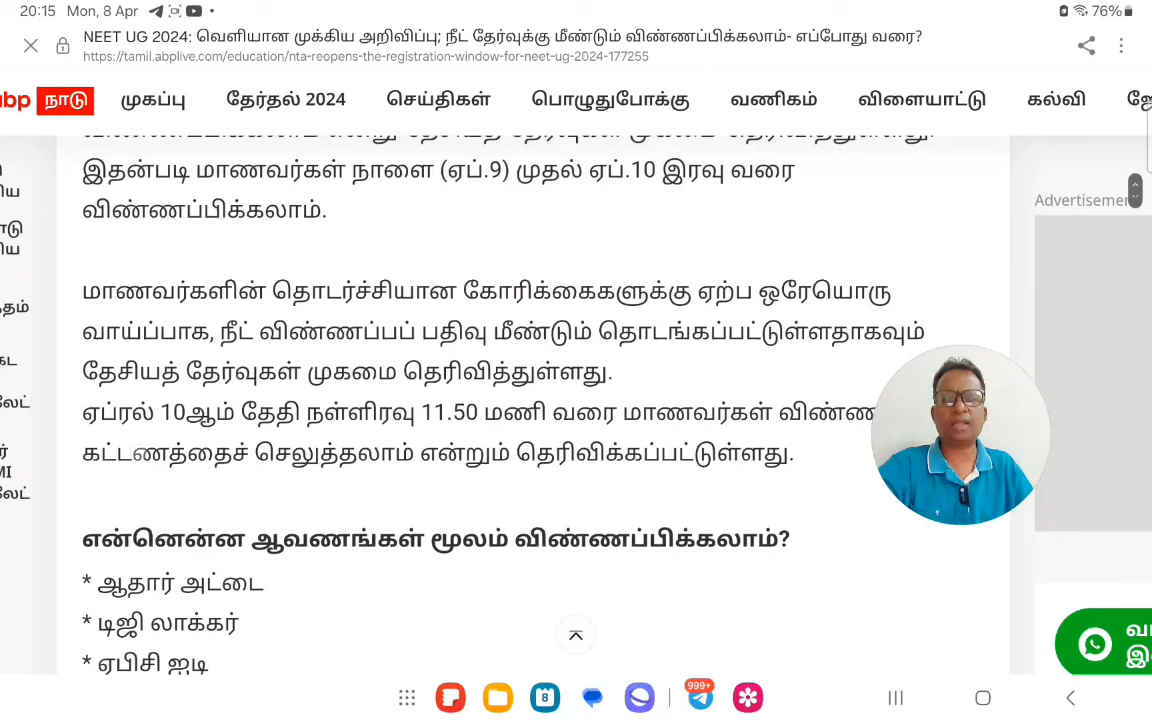 20:15 Mon, 8 Apr
76%
NEET UG 2024: வெளியான முக்கிய அறிவிப்பு; நீட் தேர்வுக்கு மீண்டும் விண்ணப்பிக்கலாம்- எப்போது வரை?
https://tamil.abplive.com/education/nta-reopens-the-registration-window-for-neet-ug-2024-177255
abp நாடு முகப்பு தேர்தல் 2024 செய்திகள் பொழுதுபோக்கு வணிகம் விளையாட்டு கல்வி
இதன்படி மாணவர்கள் நாளை (ஏப்.9) முதல் ஏப்.10 இரவு வரை
விண்ணப்பிக்கலாம்.
Advertisemen
மாணவர்களின் தொடர்ச்சியான கோரிக்கைகளுக்கு ஏற்ப ஒரேயொரு
வாய்ப்பாக, நீட் விண்ணப்பப் பதிவு மீண்டும் தொடங்கப்பட்டுள்ளதாகவும்
தேசியத் தேர்வுகள் முகமை தெரிவித்துள்ளது.
ஏப்ரல் 10ஆம் தேதி நள்ளிரவு 11.50 மணி வரை மாணவர்கள் விண்ண
கட்டணத்தைச் செலுத்தலாம் என்றும் தெரிவிக்கப்பட்டுள்ளது.
என்னென்ன ஆவணங்கள் மூலம் விண்ணப்பிக்கலாம்?
* ஆதார் அட்டை
* டிஜி லாக்கர்
* ஏபிசி ஐடி
8
999+